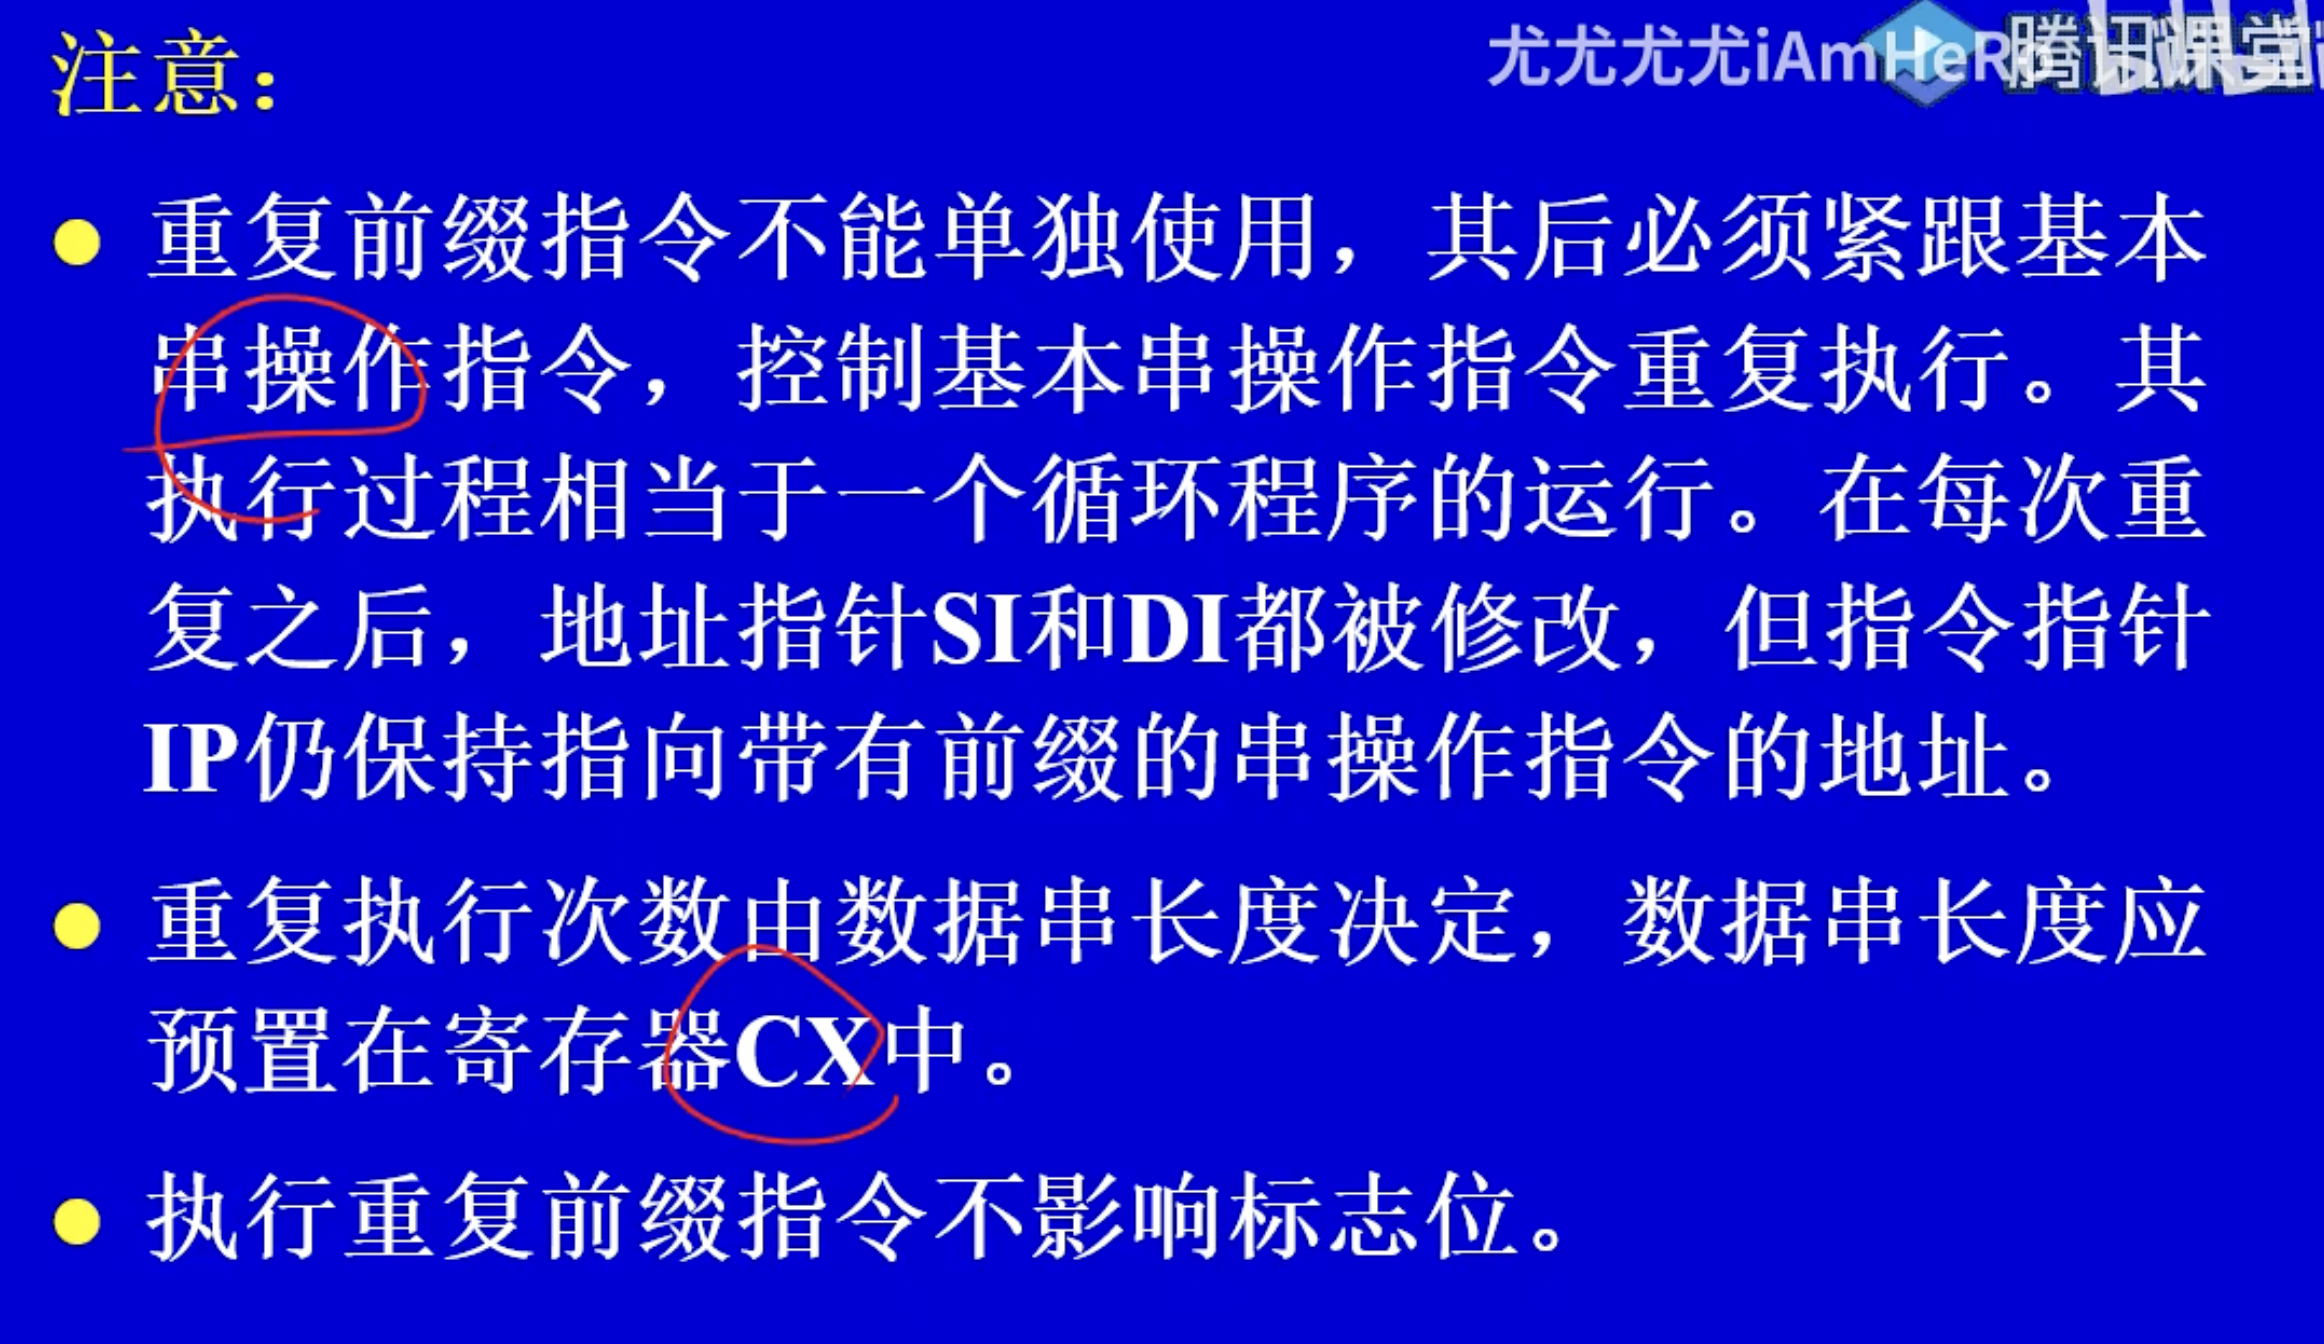 注意：
尤尤尤尤iAmHeR
腾讯课堂
重复前缀指令不能单独使用，其后必须紧跟基本
串操作指令，控制基本串操作指令重复执行。其
执行过程相当于一个循环程序的运行。在每次重
复之后，地址指针SI和DI都被修改，但指令指针
IP仍保持指向带有前缀的串操作指令的地址。
重复执行次数由数据串长度决定，数据串长度应
预置在寄存器CX中。
执行重复前缀指令不影响标志位。